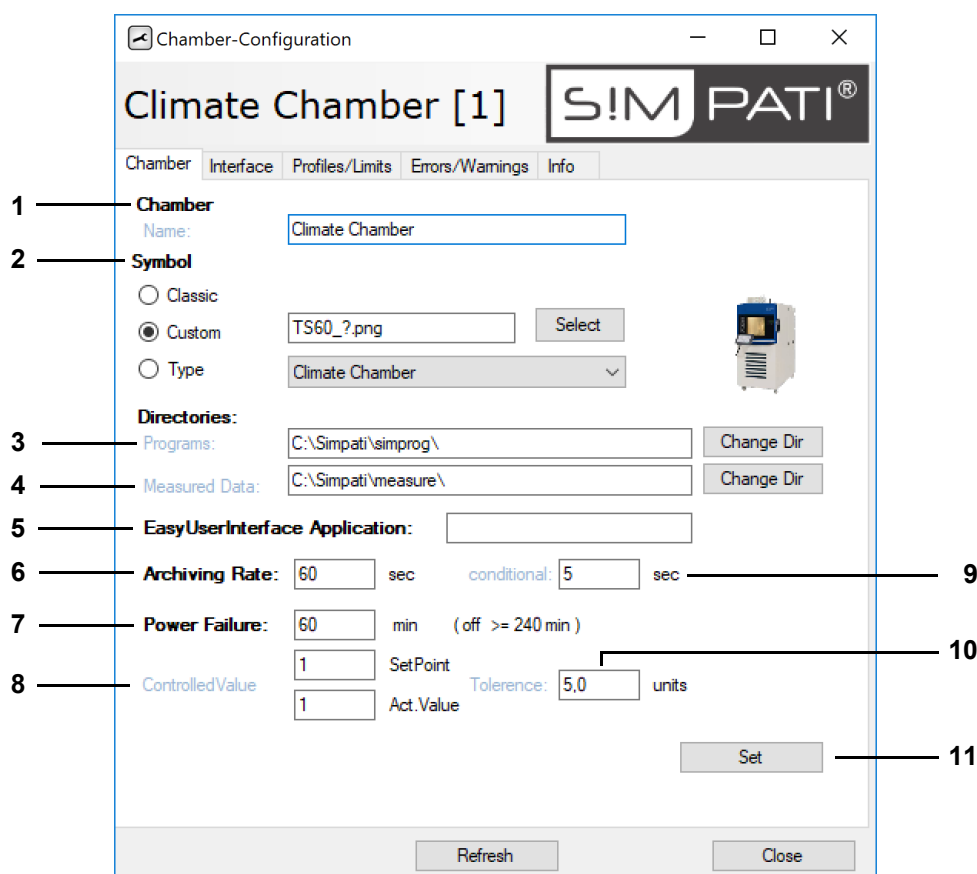 Chamber-Configuration
Climate Chamber [1] S!MPATI®
Chamber Interface Profiles/Limits Errors/Warnings Info
1 Chamber
Name: Climate Chamber
2 Symbol
Classic
Custom TS60_?.png Select
Type Climate Chamber
Directories:
3 Programs: C:\Simpati\simprog\ Change Dir
4 Measured Data: C:\Simpati\measure\ Change Dir
5 EasyUserInterface Application:
6 Archiving Rate: 60 sec conditional: 5 sec 9
7 Power Failure: 60 min ( off >= 240 min )
10
1 SetPoint
8 ControlledValue Tolerence: 5,0 units
1 Act.Value
Set 11
Refresh Close